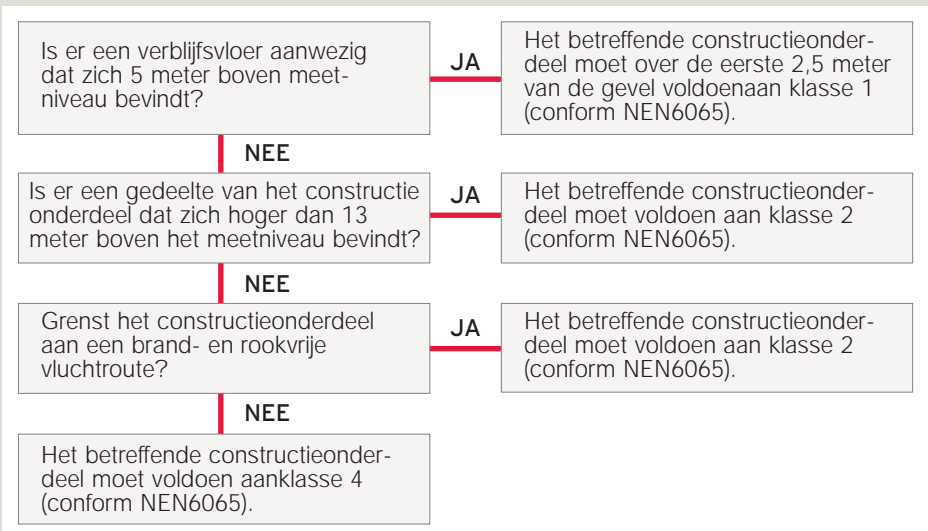 Is er een verblijfsvloer aanwezig
dat zich 5 meter boven meet-
niveau bevindt?
JA
Het betreffende constructieonder-
deel moet over de eerste 2,5 meter
van de gevel voldoenaan klasse 1
(conform NEN6065).
NEE
Is er een gedeelte van het constructie
onderdeel dat zich hoger dan 13
meter boven het meetniveau bevindt?
JA
Het betreffende constructieonder-
deel moet voldoen aan klasse 2
(conform NEN6065).
NEE
Grenst het constructieonderdeel
aan een brand- en rookvrije
vluchtroute?
JA
Het betreffende constructieonder-
deel moet voldoen aan klasse 2
(conform NEN6065).
NEE
Het betreffende constructieonder-
deel moet voldoen aanklasse 4
(conform NEN6065).